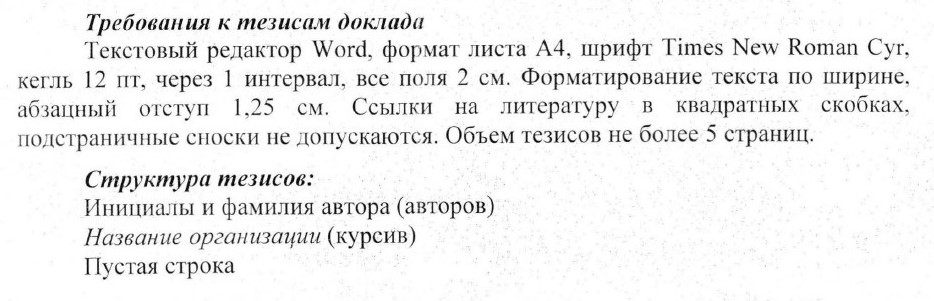 Требования к тезисам доклада
Текстовый редактор Word, формат листа А4, шрифт Times New Roman Cyr,
кегль 12 пт, через 1 интервал, все поля 2 см. Форматирование текста по ширине,
абзацный отступ 1,25 см. Ссылки на литературу в квадратных скобках,
подстраничные сноски не допускаются. Объем тезисов не более 5 страниц.
Структура тезисов:
Инициалы и фамилия автора (авторов)
Название организации (курсив)
Пустая строка